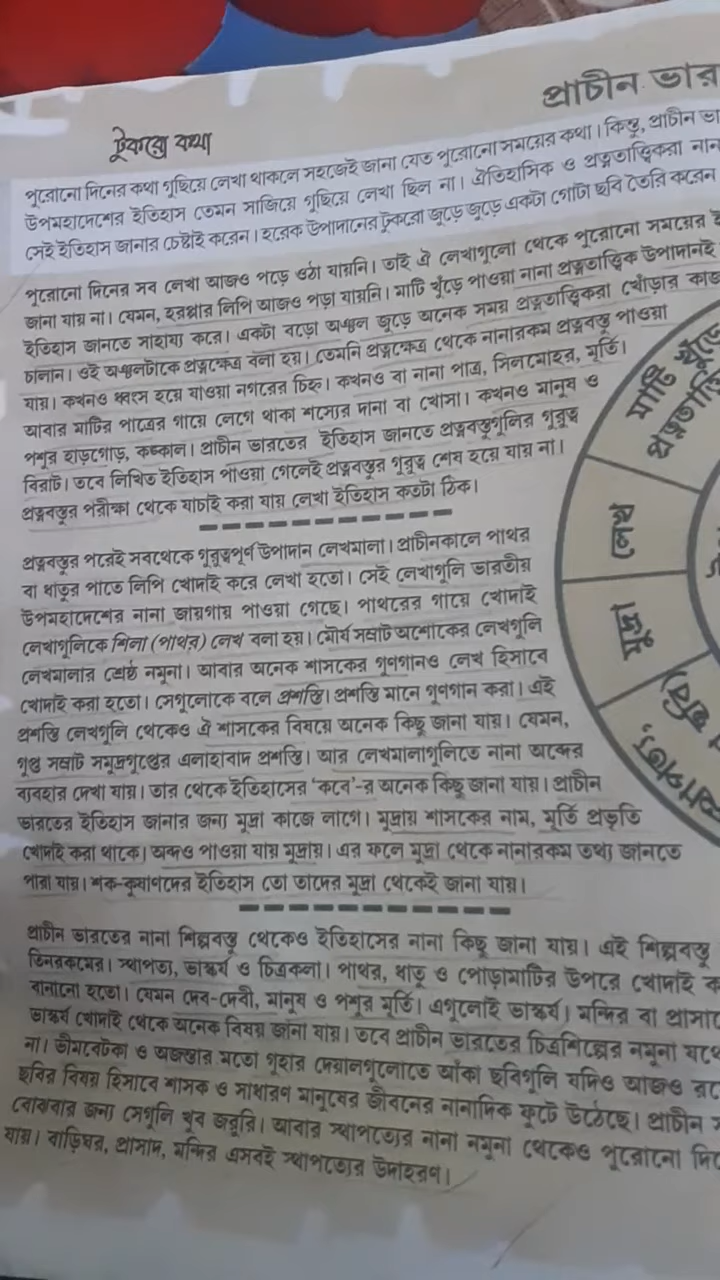 প্রাচীন ভার
টুকরো কথা
পুরোনো দিনের কথা গুছিয়ে লেখা থাকলে সহজেই জানা যেত পুরোনো সময়ের কথা। কিন্তু, প্রাচীন ভা
উপমহাদেশের ইতিহাস তেমন সাজিয়ে গুছিয়ে লেখা ছিল না। ঐতিহাসিক ও প্রত্নতাত্ত্বিকরা নান
সেই ইতিহাস জানার চেষ্টাই করেন। হরেক উপাদানের টুকরো জুড়ে জুড়ে একটা গোটা ছবি তৈরি করেন
পুরোনো দিনের সব লেখা আজও পড়ে ওঠা যায়নি। তাই ঐ লেখাগুলো থেকে পুরোনো সময়ের
জানা যায় না। যেমন, হরপ্পার লিপি আজও পড়া যায়নি। মাটি খুঁড়ে পাওয়া নানা প্রত্নতাত্ত্বিক উপাদানই
ইতিহাস জানতে সাহায্য করে। একটা বড়ো অঞ্চল জুড়ে অনেক সময় প্রত্নতাত্ত্বিকরা খোঁড়ার কাজ
চালান। ওই অঞ্চলটাকে প্রত্নক্ষেত্র বলা হয়। তেমনি প্রত্নক্ষেত্র থেকে নানারকম প্রত্নবস্তু পাওয়া
যায়। কখনও ধ্বংস হয়ে যাওয়া নগরের চিহ্ন। কখনও বা নানা পাত্র, সিলমোহর, মূর্তি।
আবার মাটির পাত্রের গায়ে লেগে থাকা শস্যের দানা বা খোসা। কখনও মানুষ ও
পশুর হাড়গোড়, কঙ্কাল। প্রাচীন ভারতের ইতিহাস জানতে প্রত্নবস্তুগুলির গুরুত্ব
বিরাট। তবে লিখিত ইতিহাস পাওয়া গেলেই প্রত্নবস্তুর গুরুত্ব শেষ হয়ে যায় না।
প্রত্নবস্তুর পরীক্ষা থেকে যাচাই করা যায় লেখা ইতিহাস কতটা ঠিক।
প্রত্নবস্তুর পরেই সবথেকে গুরুত্বপূর্ণ উপাদান লেখমালা। প্রাচীনকালে পাথর
বা ধাতুর পাতে লিপি খোদাই করে লেখা হতো। সেই লেখাগুলি ভারতীয়
উপমহাদেশের নানা জায়গায় পাওয়া গেছে। পাথরের গায়ে খোদাই
লেখাগুলিকে শিলা (পাথর) লেখ বলা হয়। মৌর্য সম্রাট অশোকের লেখগুলি
লেখমালার শ্রেষ্ঠ নমুনা। আবার অনেক শাসকের গুণগানও লেখ হিসাবে
খোদাই করা হতো। সেগুলোকে বলে প্রশস্তি। প্রশস্তি মানে গুণগান করা। এই
প্রশস্তি লেখগুলি থেকেও ঐ শাসকের বিষয়ে অনেক কিছু জানা যায়। যেমন,
গুপ্ত সম্রাট সমুদ্রগুপ্তের এলাহাবাদ প্রশস্তি। আর লেখমালাগুলিতে নানা অব্দের
ব্যবহার দেখা যায়। তার থেকে ইতিহাসের ‘কবে’-র অনেক কিছু জানা যায়। প্রাচীন
ভারতের ইতিহাস জানার জন্য মুদ্রা কাজে লাগে। মুদ্রায় শাসকের নাম, মূর্তি প্রভৃতি
খোদাই করা থাকে। অব্দও পাওয়া যায় মুদ্রায়। এর ফলে মুদ্রা থেকে নানারকম তথ্য জানতে
পারা যায়। শক-কুষাণদের ইতিহাস তো তাদের মুদ্রা থেকেই জানা যায়।
প্রাচীন ভারতের নানা শিল্পবস্তু থেকেও ইতিহাসের নানা কিছু জানা যায়। এই শিল্পবস্তু
তিনরকমের। স্থাপত্য, ভাস্কর্য ও চিত্রকলা। পাথর, ধাতু ও পোড়ামাটির উপরে খোদাই ক
বানানো হতো। যেমন দেব-দেবী, মানুষ ও পশুর মূর্তি। এগুলোই ভাস্কর্য। মন্দির বা প্রাসাদে
ভাস্কর্য খোদাই থেকে অনেক বিষয় জানা যায়। তবে প্রাচীন ভারতের চিত্রশিল্পের নমুনা যথে
না। ভীমবেটকা ও অজন্তার মতো গুহার দেয়ালগুলোতে আঁকা ছবিগুলি যদিও আজও রয়ে
ছবির বিষয় হিসাবে শাসক ও সাধারণ মানুষের জীবনের নানাদিক ফুটে উঠেছে। প্রাচীন
বোঝবার জন্য সেগুলি খুব জরুরি। আবার স্থাপত্যের নানা নমুনা থেকেও পুরোনো দি
যায়। বাড়িঘর, প্রাসাদ, মন্দির এসবই স্থাপত্যের উদাহরণ।
মাটি খুঁড়ে
প্রত্নতাত্ত্বি
লেখ
মুদ্রা